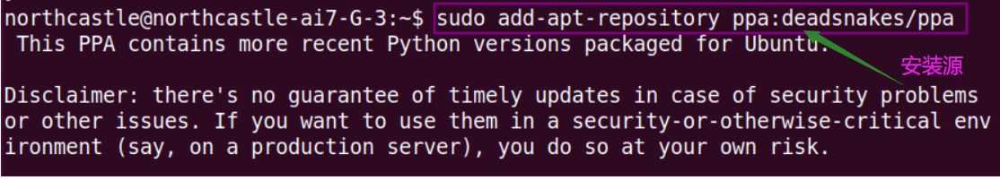 northcastle@northcastle-ai7-G-3:~$ sudo add-apt-repository ppa:deadsnakes/ppa
This PPA contains more recent Python versions packaged for Ubuntu.
安装源
Disclaimer: there's no guarantee of timely updates in case of security problems
or other issues. If you want to use them in a security-or-otherwise-critical env
ironment (say, on a production server), you do so at your own risk.